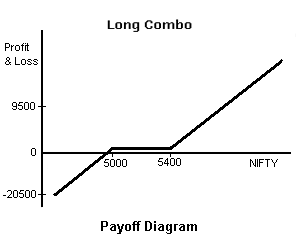 Long Combo
Profit
& Loss
9500
0
5000
5400
NIFTY
-20500
Payoff Diagram